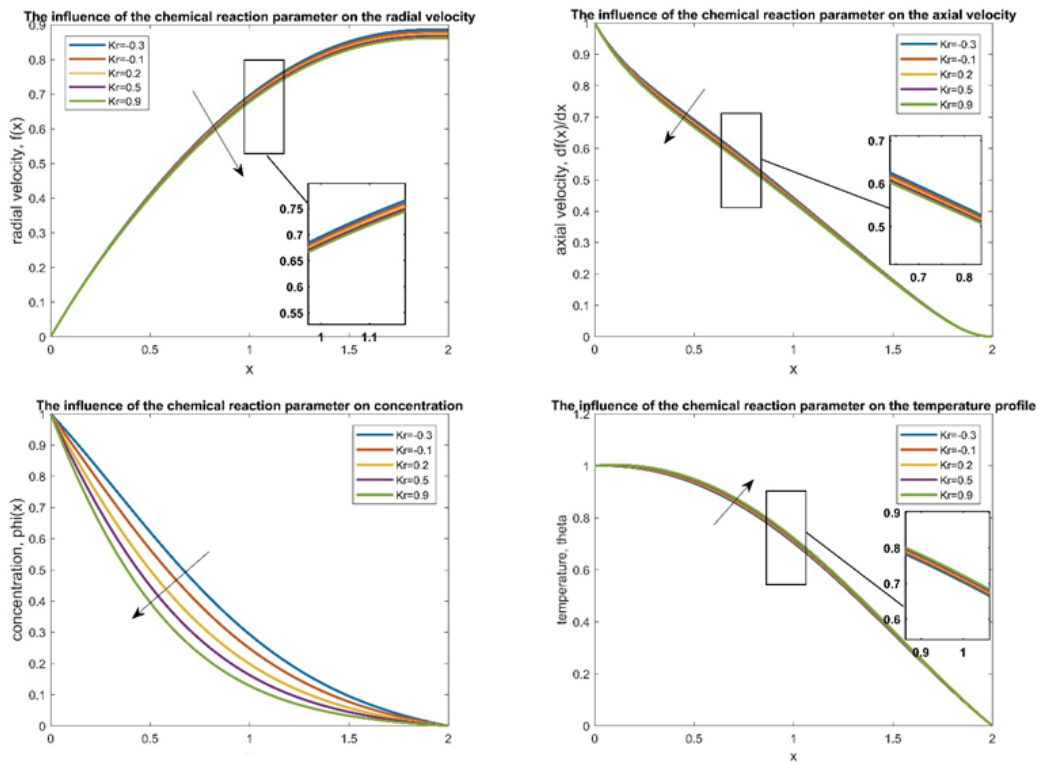 The influence of the chemical reaction parameter on the radial velocity
0.9
0.8
0.7
0.6
0.5
0.4
0.3
0.2
0.1
0
radial velocity, f(x)
Kr=-0.3
Kr=-0.1
Kr=0.2
Kr=0.5
Kr=0.9
0.75
0.7
0.65
0.6
0.55
1
1.1
0
0.5
1
1.5
2
x
The influence of the chemical reaction parameter on the axial velocity
1
0.9
0.8
0.7
0.6
0.5
0.4
0.3
0.2
0.1
0
axial velocity, df(x)/dx
Kr=-0.3
Kr=-0.1
Kr=0.2
Kr=0.5
Kr=0.9
0.7
0.6
0.5
0.7
0.8
0
0.5
1
1.5
2
x
The influence of the chemical reaction parameter on concentration
1
0.9
0.8
0.7
0.6
0.5
0.4
0.3
0.2
0.1
0
concentration, phi(x)
Kr=-0.3
Kr=-0.1
Kr=0.2
Kr=0.5
Kr=0.9
0
0.5
1
1.5
2
The influence of the chemical reaction parameter on the temperature profile
1.2
1
0.8
0.6
0.4
0.2
0
temperature, theta
Kr=-0.3
Kr=-0.1
Kr=0.2
Kr=0.5
Kr=0.9
0.9
0.8
0.7
0.6
0.9
1
0
0.5
1
1.5
2
x